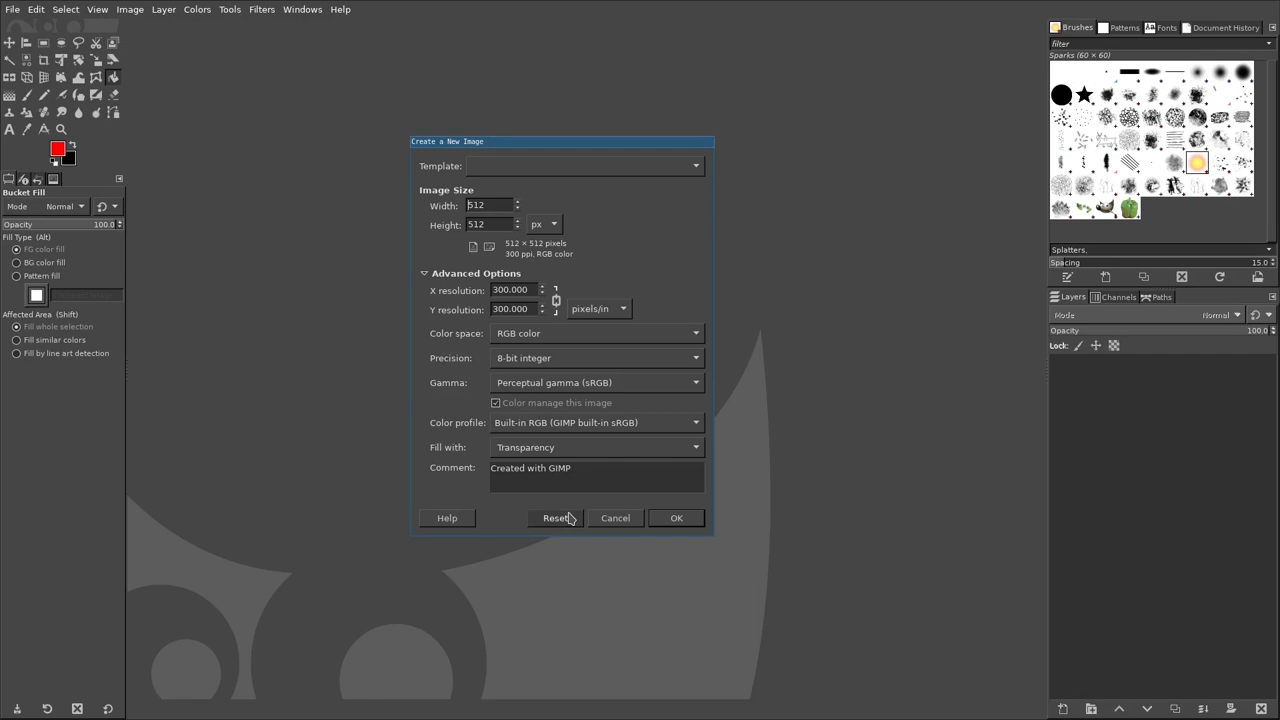 File Edit Select View Image Layer Colors Tools Filters Windows Help
Bucket Fill
Mode Normal
Opacity 100.0
Fill Type (Alt)
FG color fill
BG color fill
Pattern fill
Affected Area (Shift)
Fill whole selection
Fill similar colors
Fill by line art detection
Create a New Image
Template:
Image Size
Width: 512
Height: 512 px
512 × 512 pixels
300 ppi, RGB color
Advanced Options
X resolution: 300.000
Y resolution: 300.000 pixels/in
Color space: RGB color
Precision: 8-bit integer
Gamma: Perceptual gamma (sRGB)
Color manage this image
Color profile: Built-in RGB (GIMP built-in sRGB)
Fill with: Transparency
Comment: Created with GIMP
Help Reset Cancel OK
Brushes Patterns Fonts Document History
filter
Sparks (60 × 60)
Splatters,
Spacing 15.0
Layers Channels Paths
Mode Normal
Opacity 100.0
Lock: